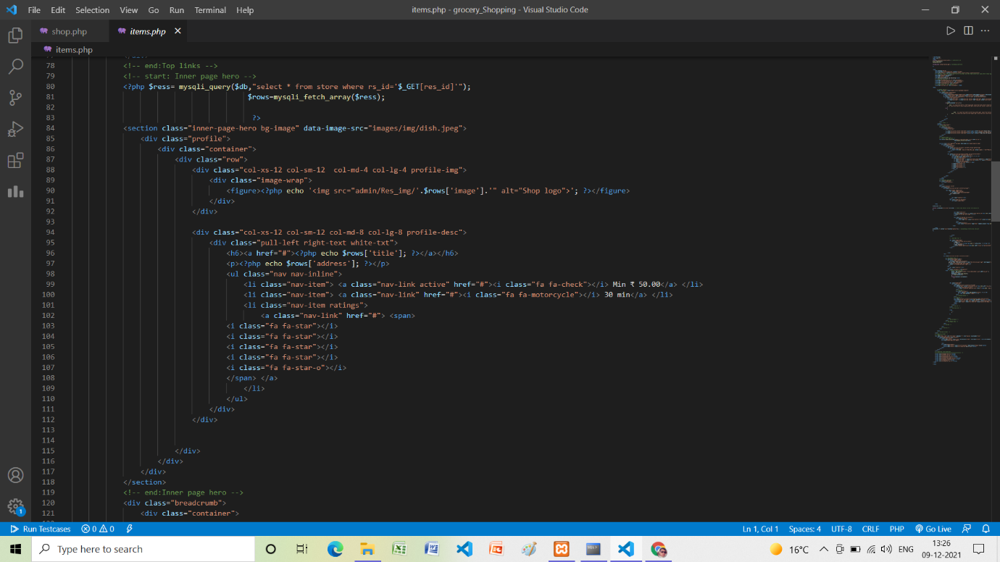 File Edit Selection View Go Run Terminal Help items.php - grocery_Shopping - Visual Studio Code
shop.php items.php
items.php
78 <!-- end:Top links -->
79 <!-- start: Inner page hero -->
80 <?php $ress= mysqli_query($db,"select * from store where rs_id='$_GET[res_id]'");
81 $rows=mysqli_fetch_array($ress);
82
83 ?>
84 <section class="inner-page-hero bg-image" data-image-src="images/img/dish.jpeg">
85 <div class="profile">
86 <div class="container">
87 <div class="row">
88 <div class="col-xs-12 col-sm-12  col-md-4 col-lg-4 profile-img">
89 <div class="image-wrap">
90 <figure><?php echo '<img src="admin/Res_img/'.$rows['image'].'" alt="Shop logo">'; ?></figure>
91 </div>
92 </div>
93
94 <div class="col-xs-12 col-sm-12 col-md-8 col-lg-8 profile-desc">
95 <div class="pull-left right-text white-txt">
96 <h6><a href="#"><?php echo $rows['title']; ?></a></h6>
97 <p><?php echo $rows['address']; ?></p>
98 <ul class="nav nav-inline">
99 <li class="nav-item"> <a class="nav-link active" href="#"><i class="fa fa-check"></i> Min ₹ 50.00</a> </li>
100 <li class="nav-item"> <a class="nav-link" href="#"><i class="fa fa-motorcycle"></i> 30 min</a> </li>
101 <li class="nav-item ratings">
102 <a class="nav-link" href="#"> <span>
103 <i class="fa fa-star"></i>
104 <i class="fa fa-star"></i>
105 <i class="fa fa-star"></i>
106 <i class="fa fa-star"></i>
107 <i class="fa fa-star-o"></i>
108 </span> </a>
109 </li>
110 </ul>
111 </div>
112 </div>
113
114
115 </div>
116 </div>
117 </div>
118 </section>
119 <!-- end:Inner page hero -->
120 <div class="breadcrumb">
121 <div class="container">
1 Run Testcases 0 0 Ln 1, Col 1 Spaces: 4 UTF-8 CRLF PHP Go Live
Type here to search 16°C ENG 13:26
09-12-2021